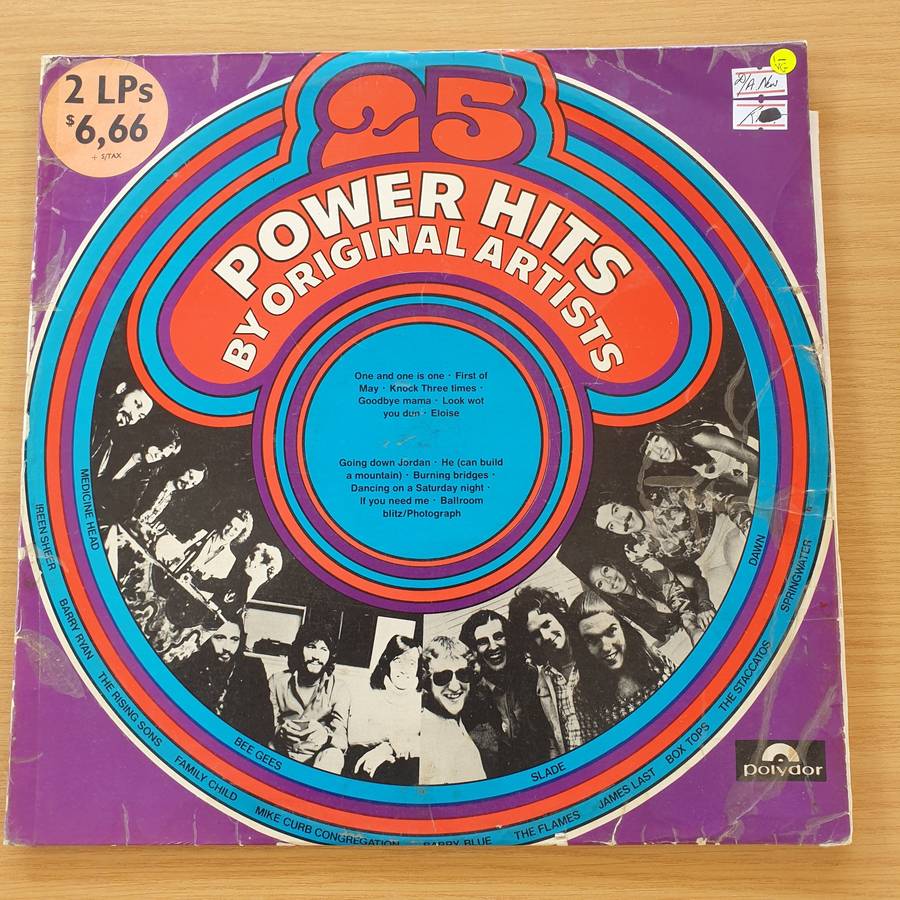 2 LPs
$6,66
+ S/TAX
25
POWER HITS
BY ORIGINAL ARTISTS
VG
D/A New
One and one is one · First of
May · Knock Three times ·
Goodbye mama · Look wot
you dun · Eloise
Going down Jordan · He (can build
a mountain) · Burning bridges ·
Dancing on a Saturday night ·
If you need me · Ballroom
blitz/Photograph
MEDICINE HEAD
BEE GEES
SLADE
DAWN
IREEN SHEER
BARRY RYAN
THE RISING SONS
FAMILY CHILD
MIKE CURB CONGREGATION
BARRY BLUE
THE FLAMES
JAMES LAST
BOX TOPS
THE STACCATOS
SPRINGWATER
polydor